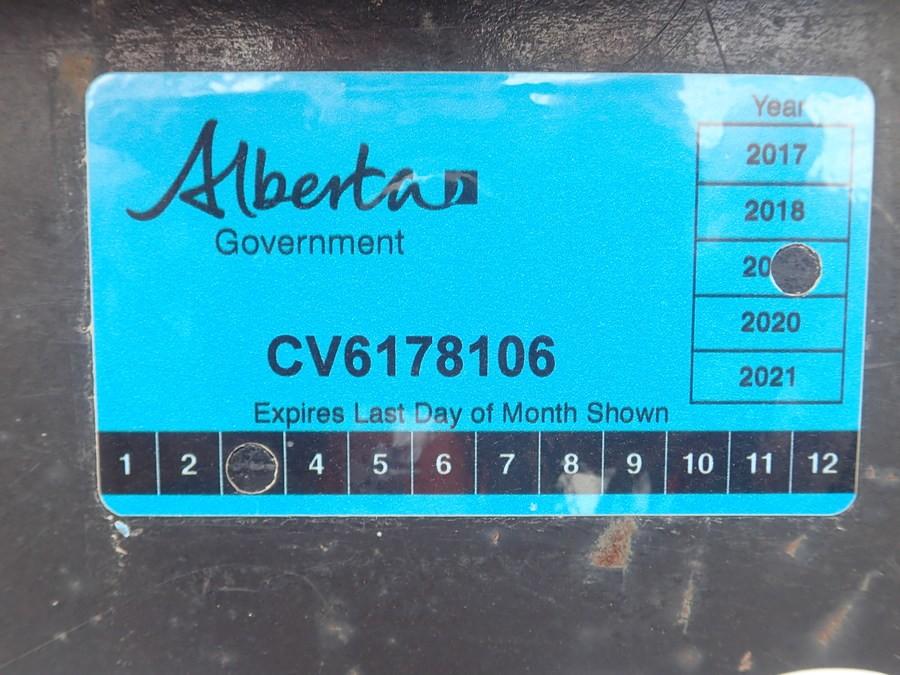 Alberta
Government
Year
2017
2018
20
2020
2021
CV6178106
Expires Last Day of Month Shown
1 2 4 5 6 7 8 9 10 11 12